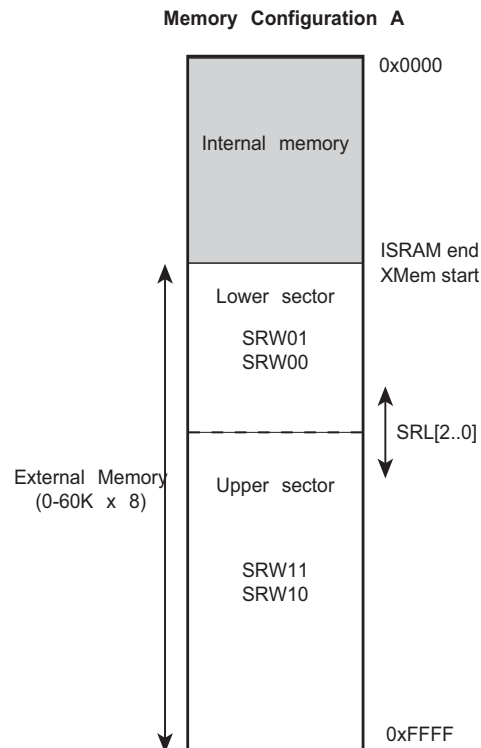 Memory Configuration A
0x0000
Internal memory
ISRAM end
XMem start
Lower sector
SRW01
SRW00
SRL[2..0]
External Memory
(0-60K x 8)
Upper sector
SRW11
SRW10
0xFFFF